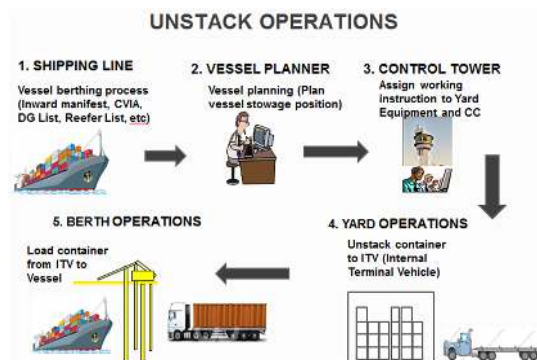 UNSTACK OPERATIONS
1. SHIPPING LINE
Vessel berthing process
(Inward manifest, CVIA,
DG List, Reefer List, etc)
2. VESSEL PLANNER
Vessel planning (Plan
vessel stowage position)
3. CONTROL TOWER
Assign working
instruction to Yard
Equipment and CC
4. YARD OPERATIONS
Unstack container
to ITV (Internal
Terminal Vehicle)
5. BERTH OPERATIONS
Load container
from ITV to
Vessel